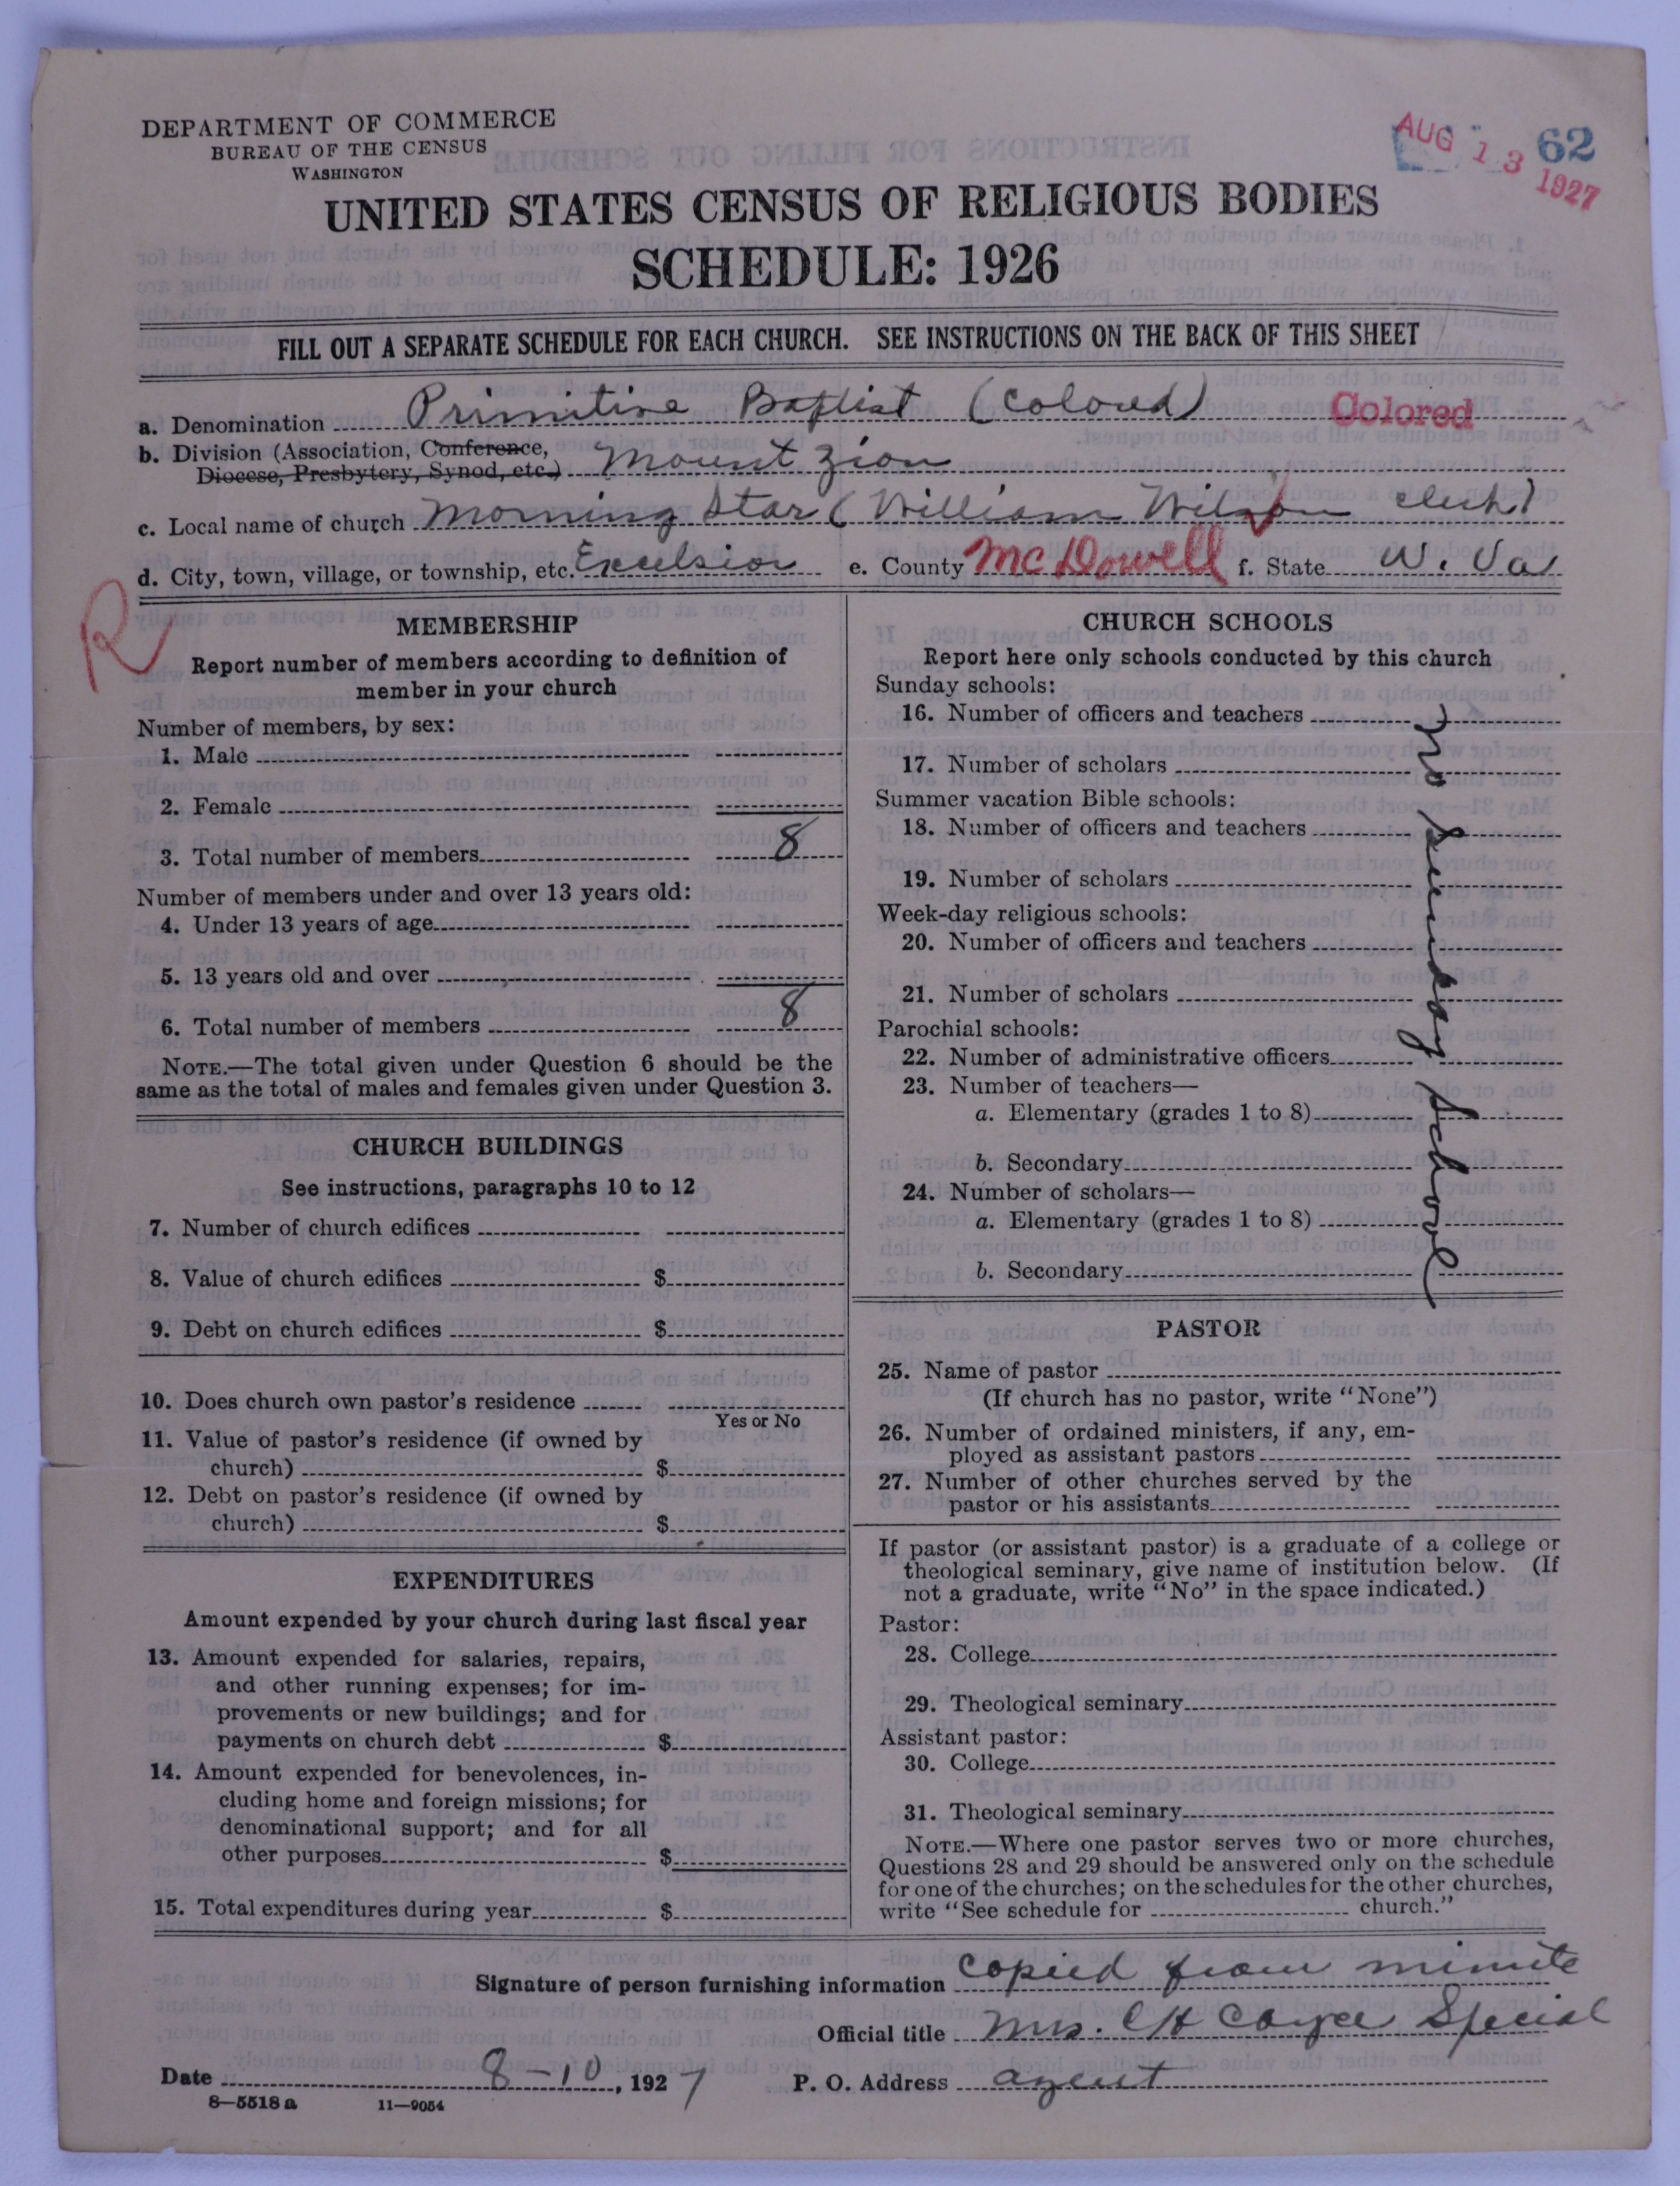 DEPARTMENT OF COMMERCE
BUREAU OF THE CENSUS
WASHINGTON
AUG 13 1927
62
UNITED STATES CENSUS OF RELIGIOUS BODIES
SCHEDULE: 1926
FILL OUT A SEPARATE SCHEDULE FOR EACH CHURCH. SEE INSTRUCTIONS ON THE BACK OF THIS SHEET
a. Denomination Primitive Baptist (Colored) Colored
b. Division (Association, Conference,
Diocese, Presbytery, Synod, etc.) Mount Zion
c. Local name of church Morning Star (William Wilson clerk)
d. City, town, village, or township, etc. Excelsior e. County McDowell f. State W. Va
R
MEMBERSHIP
Report number of members according to definition of
member in your church
Number of members, by sex:
1. Male
2. Female
3. Total number of members 8
Number of members under and over 13 years old:
4. Under 13 years of age
5. 13 years old and over
6. Total number of members 8
NOTE.—The total given under Question 6 should be the
same as the total of males and females given under Question 3.
CHURCH BUILDINGS
See instructions, paragraphs 10 to 12
7. Number of church edifices
8. Value of church edifices $
9. Debt on church edifices $
10. Does church own pastor's residence
Yes or No
11. Value of pastor's residence (if owned by
church) $
12. Debt on pastor's residence (if owned by
church) $
EXPENDITURES
Amount expended by your church during last fiscal year
13. Amount expended for salaries, repairs,
and other running expenses; for im-
provements or new buildings; and for
payments on church debt $
14. Amount expended for benevolences, in-
cluding home and foreign missions; for
denominational support; and for all
other purposes $
15. Total expenditures during year $
CHURCH SCHOOLS
Report here only schools conducted by this church
Sunday schools:
16. Number of officers and teachers
17. Number of scholars
Summer vacation Bible schools:
18. Number of officers and teachers
19. Number of scholars
Week-day religious schools:
20. Number of officers and teachers
21. Number of scholars
Parochial schools:
22. Number of administrative officers
23. Number of teachers—
a. Elementary (grades 1 to 8)
b. Secondary
24. Number of scholars—
a. Elementary (grades 1 to 8)
b. Secondary
no Sunday School
PASTOR
25. Name of pastor
(If church has no pastor, write "None")
26. Number of ordained ministers, if any, em-
ployed as assistant pastors
27. Number of other churches served by the
pastor or his assistants
If pastor (or assistant pastor) is a graduate of a college or
theological seminary, give name of institution below. (If
not a graduate, write "No" in the space indicated.)
Pastor:
28. College
29. Theological seminary
Assistant pastor:
30. College
31. Theological seminary
NOTE.—Where one pastor serves two or more churches,
Questions 28 and 29 should be answered only on the schedule
for one of the churches; on the schedules for the other churches,
write "See schedule for church."
Signature of person furnishing information copied from minute
Official title Mrs. C H Cayce Special
Date 8-10, 1927 P. O. Address agent
8—5518 a 11—9054